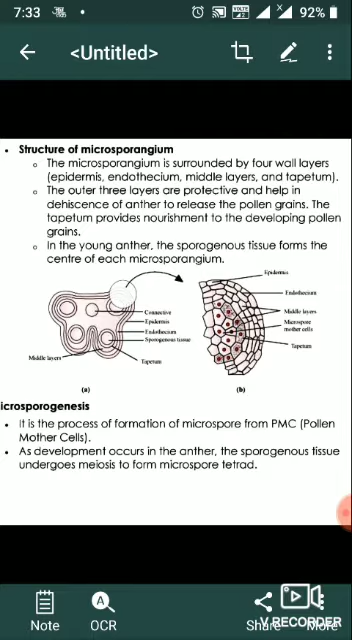 7:33
92%
<Untitled>
• Structure of microsporangium
o The microsporangium is surrounded by four wall layers
(epidermis, endothecium, middle layers, and tapetum).
o The outer three layers are protective and help in
dehiscence of anther to release the pollen grains. The
tapetum provides nourishment to the developing pollen
grains.
o In the young anther, the sporogenous tissue forms the
centre of each microsporangium.
Connective
Epidermis
Endothecium
Sporogenous tissue
Middle layers
Tapetum
(a)
Epidermis
Endothecium
Middle layers
Microspore
mother cells
Tapetum
(b)
icrosporogenesis
• It is the process of formation of microspore from PMC (Pollen
Mother Cells).
• As development occurs in the anther, the sporogenous tissue
undergoes meiosis to form microspore tetrad.
Note
OCR
Share
More
V RECORDER